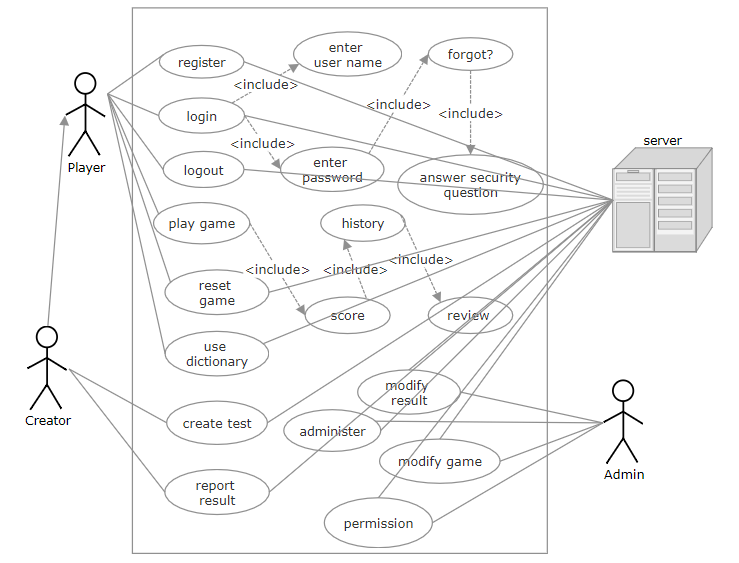 enter
user name
forgot?
register
<include>
login
<include>
<include>
<include>
server
Player
logout
enter
password
answer security
question
play game
history
<include>
<include>
<include>
reset
game
score
review
use
dictionary
Creator
modify
result
create test
administer
modify game
Admin
report
result
permission